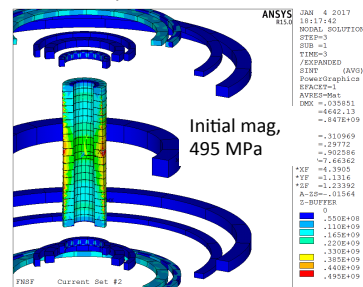 ANSYS
R15.0
JAN 4 2017
18:17:42
NODAL SOLUTION
STEP=3
SUB =1
TIME=3
/EXPANDED
SINT (AVG)
PowerGraphics
EFACET=1
AVRES=Mat
DMX =.035851
=4642.13
=.847E+09
=.310969
=.29772
=.902586
=7.66362
*XF =4.3905
*YF =1.1316
*ZF =1.23392
A-ZS=-.01564
Z-BUFFER
0
.550E+08
.110E+09
.165E+09
.220E+09
.330E+09
.385E+09
.440E+09
.495E+09
Initial mag,
495 MPa
FNSF Current Set #2